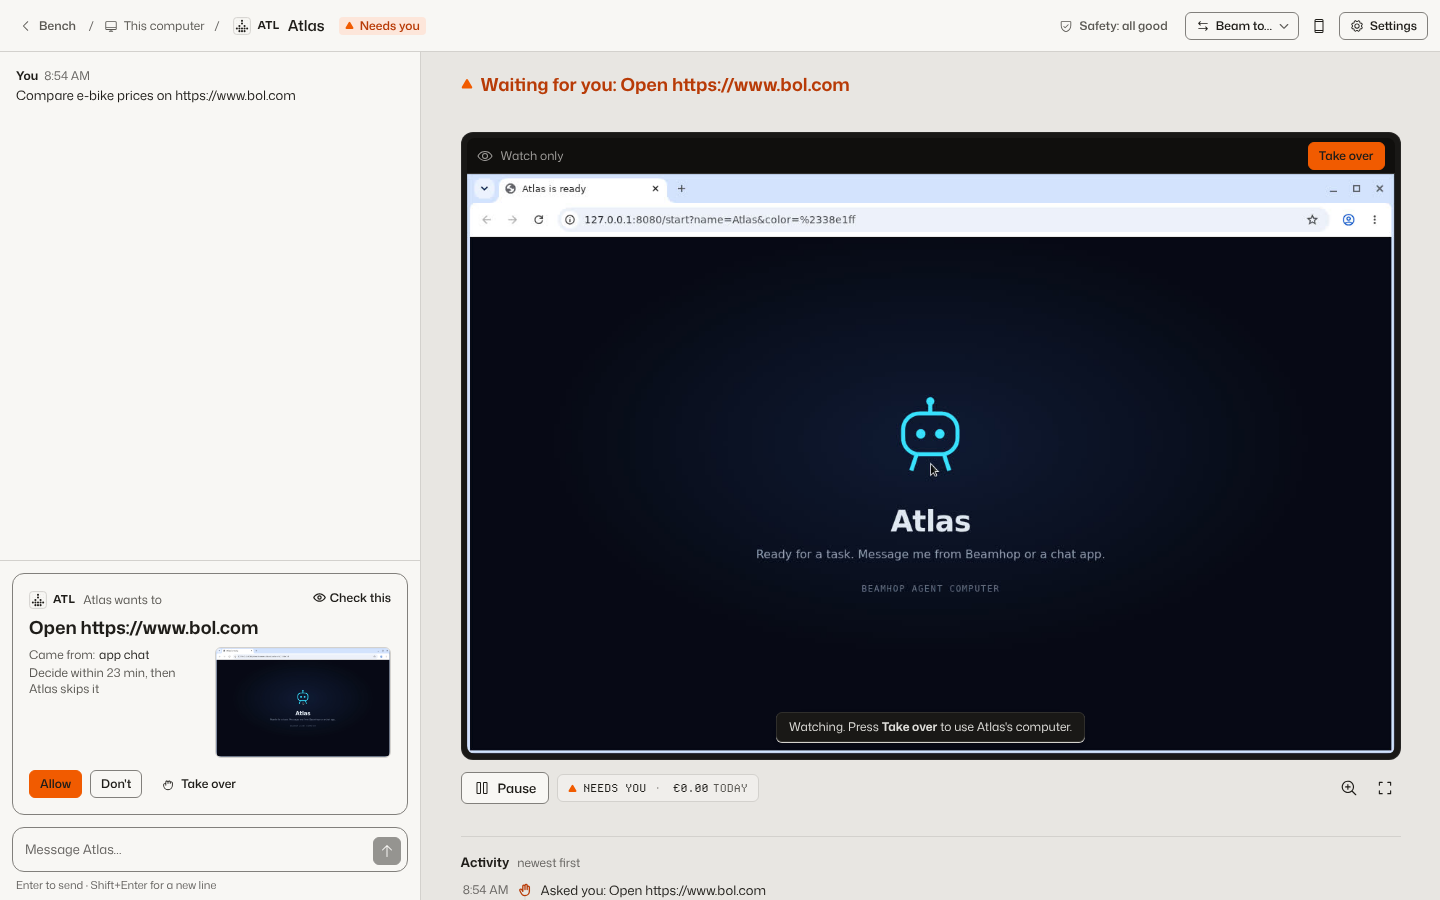 Bench / This computer / ATL Atlas Needs you
Safety: all good
Beam to...
Settings
You 8:54 AM
Compare e-bike prices on https://www.bol.com
Waiting for you: Open https://www.bol.com
Watch only
Take over
Atlas is ready
127.0.0.1:8080/start?name=Atlas&color=%2338e1ff
Atlas
Ready for a task. Message me from Beamhop or a chat app.
BEAMHOP AGENT COMPUTER
Watching. Press Take over to use Atlas's computer.
ATL Atlas wants to
Check this
Open https://www.bol.com
Came from: app chat
Decide within 23 min, then
Atlas skips it
Atlas
Allow
Don't
Take over
Message Atlas...
Enter to send · Shift+Enter for a new line
Pause
NEEDS YOU · €0.00 TODAY
Activity newest first
8:54 AM Asked you: Open https://www.bol.com